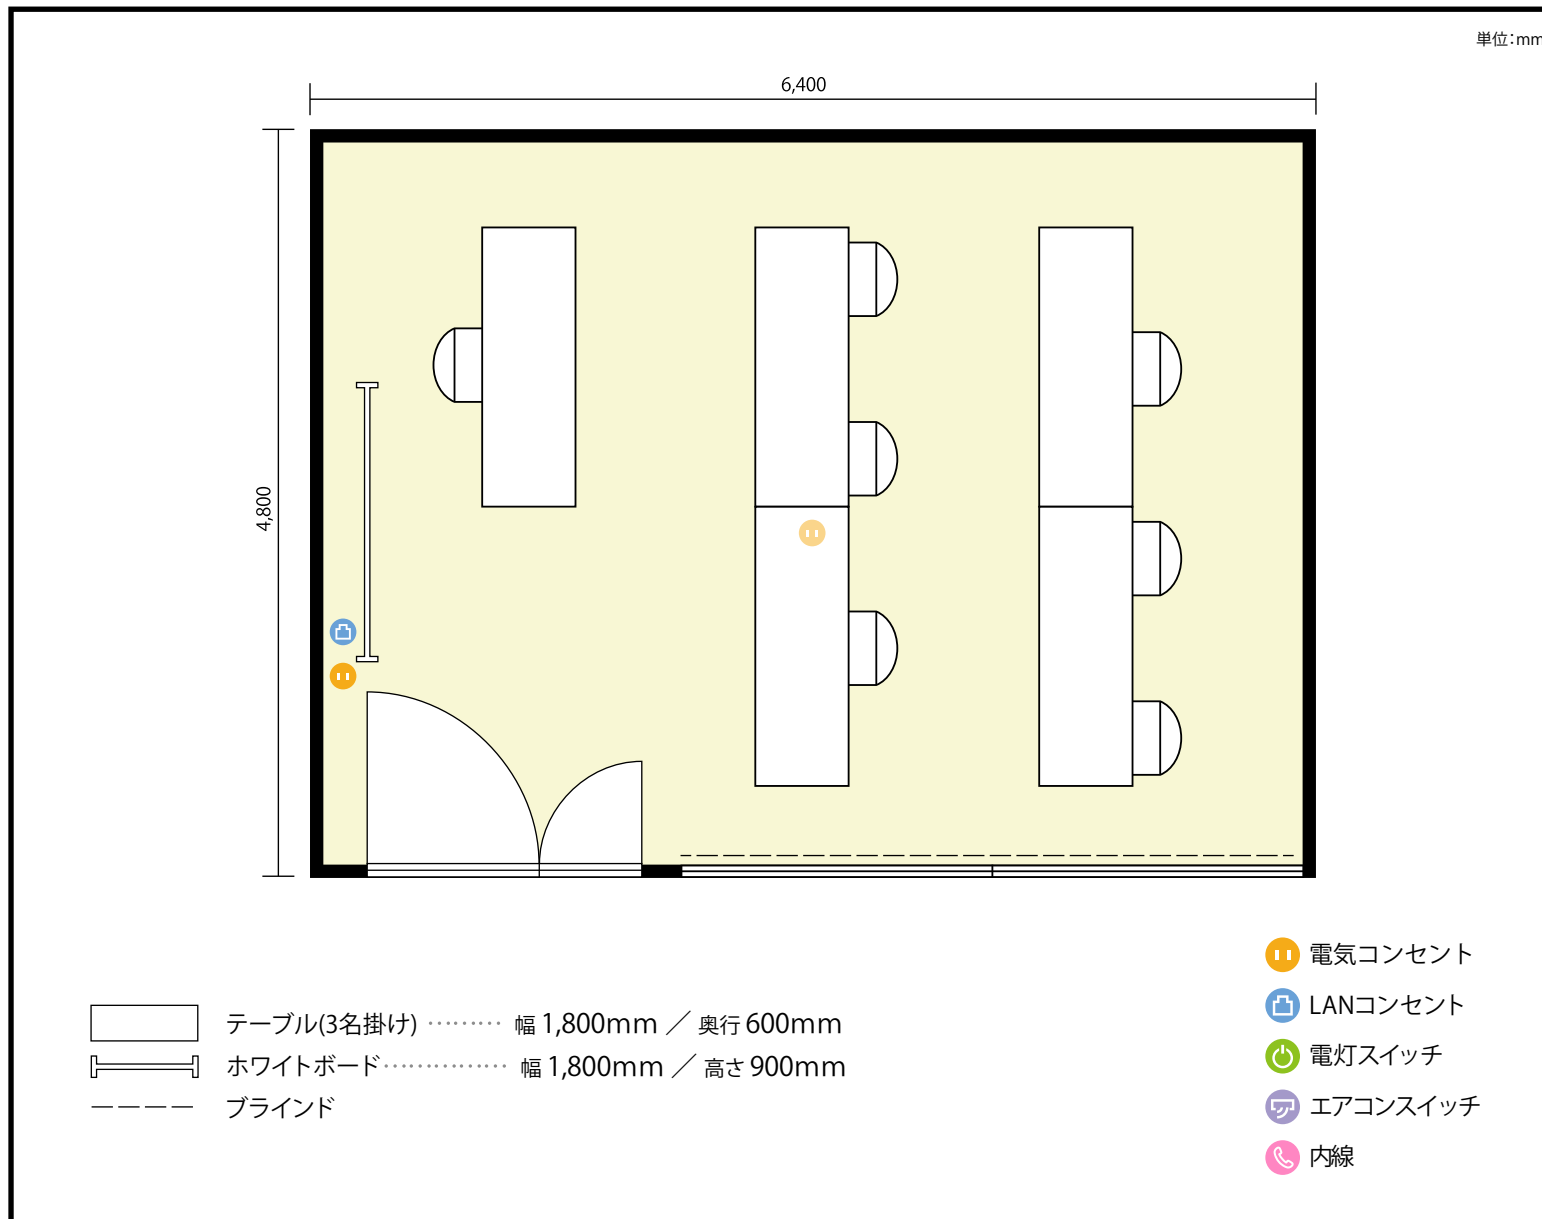 単位：mm
6,400
4,800
テーブル(3名掛け) ········· 幅 1,800mm ／ 奥行 600mm
ホワイトボード ··············· 幅 1,800mm ／ 高さ 900mm
ブラインド
電気コンセント
LANコンセント
電灯スイッチ
エアコンスイッチ
内線